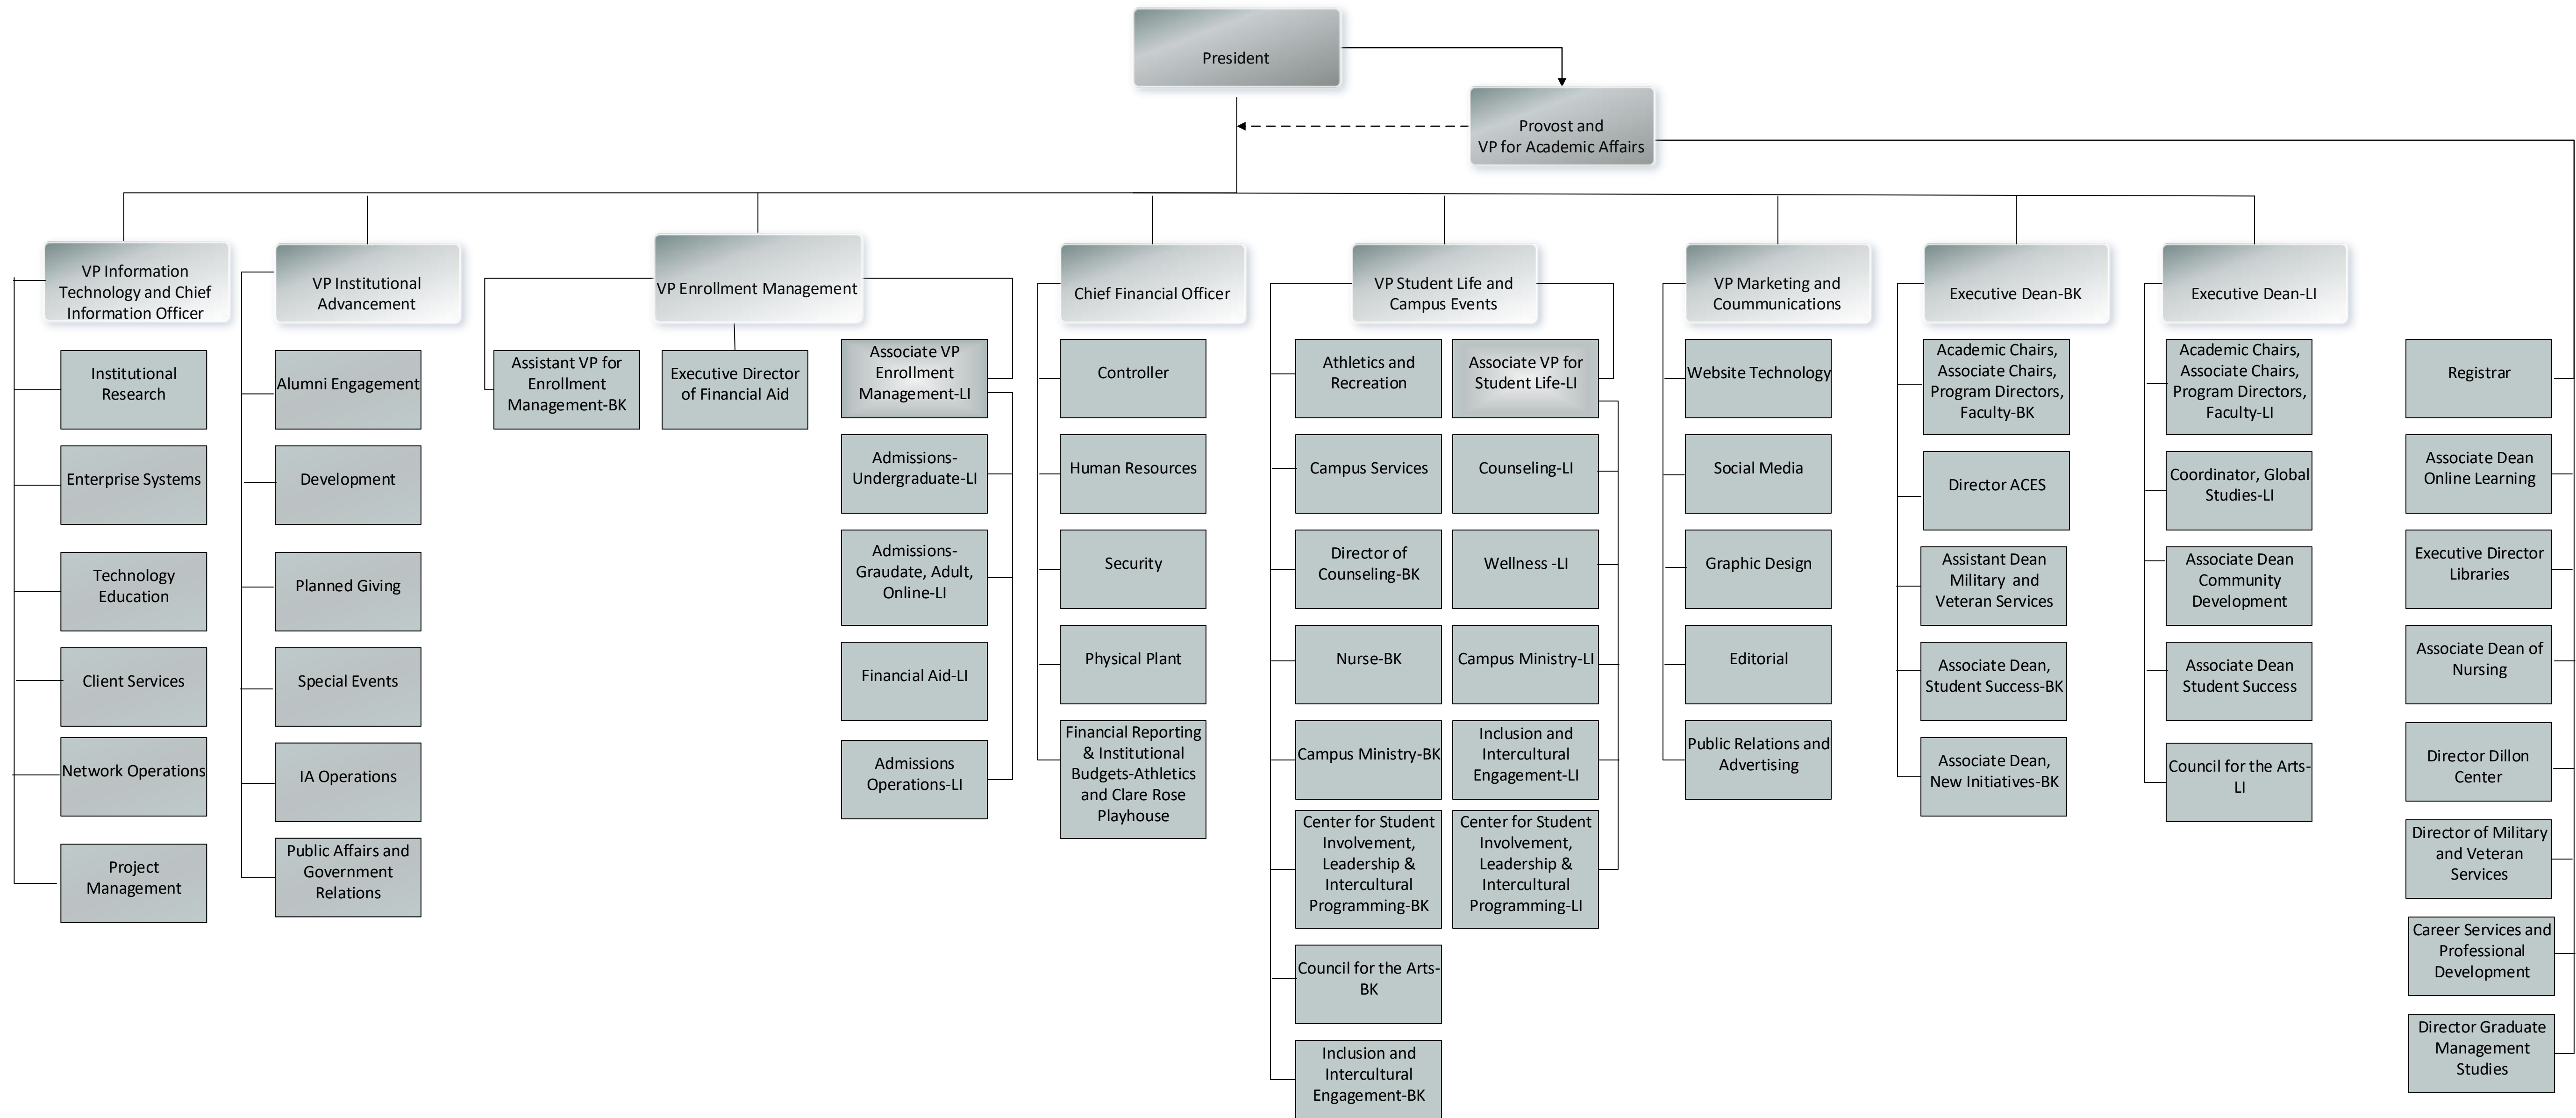 President
Provost and
VP for Academic Affairs
VP Information
Technology and Chief
Information Officer
Institutional
Research
Enterprise Systems
Technology
Education
Client Services
Network Operations
Project
Management
VP Institutional
Advancement
Alumni Engagement
Development
Planned Giving
Special Events
IA Operations
Public Affairs and
Government
Relations
VP Enrollment Management
Assistant VP for
Enrollment
Management-BK
Executive Director
of Financial Aid
Associate VP
Enrollment
Management-LI
Admissions-
Undergraduate-LI
Admissions-
Graudate, Adult,
Online-LI
Financial Aid-LI
Admissions
Operations-LI
Chief Financial Officer
Controller
Human Resources
Security
Physical Plant
Financial Reporting
& Institutional
Budgets-Athletics
and Clare Rose
Playhouse
VP Student Life and
Campus Events
Athletics and
Recreation
Campus Services
Director of
Counseling-BK
Nurse-BK
Campus Ministry-BK
Center for Student
Involvement,
Leadership &
Intercultural
Programming-BK
Council for the Arts-
BK
Inclusion and
Intercultural
Engagement-BK
Associate VP for
Student Life-LI
Counseling-LI
Wellness -LI
Campus Ministry-LI
Inclusion and
Intercultural
Engagement-LI
Center for Student
Involvement,
Leadership &
Intercultural
Programming-LI
VP Marketing and
Coummunications
Website Technology
Social Media
Graphic Design
Editorial
Public Relations and
Advertising
Executive Dean-BK
Academic Chairs,
Associate Chairs,
Program Directors,
Faculty-BK
Director ACES
Assistant Dean
Military  and
Veteran Services
Associate Dean,
Student Success-BK
Associate Dean,
New Initiatives-BK
Executive Dean-LI
Academic Chairs,
Associate Chairs,
Program Directors,
Faculty-LI
Coordinator, Global
Studies-LI
Associate Dean
Community
Development
Associate Dean
Student Success
Council for the Arts-
LI
Registrar
Associate Dean
Online Learning
Executive Director
Libraries
Associate Dean of
Nursing
Director Dillon
Center
Director of Military
and Veteran
Services
Career Services and
Professional
Development
Director Graduate
Management
Studies